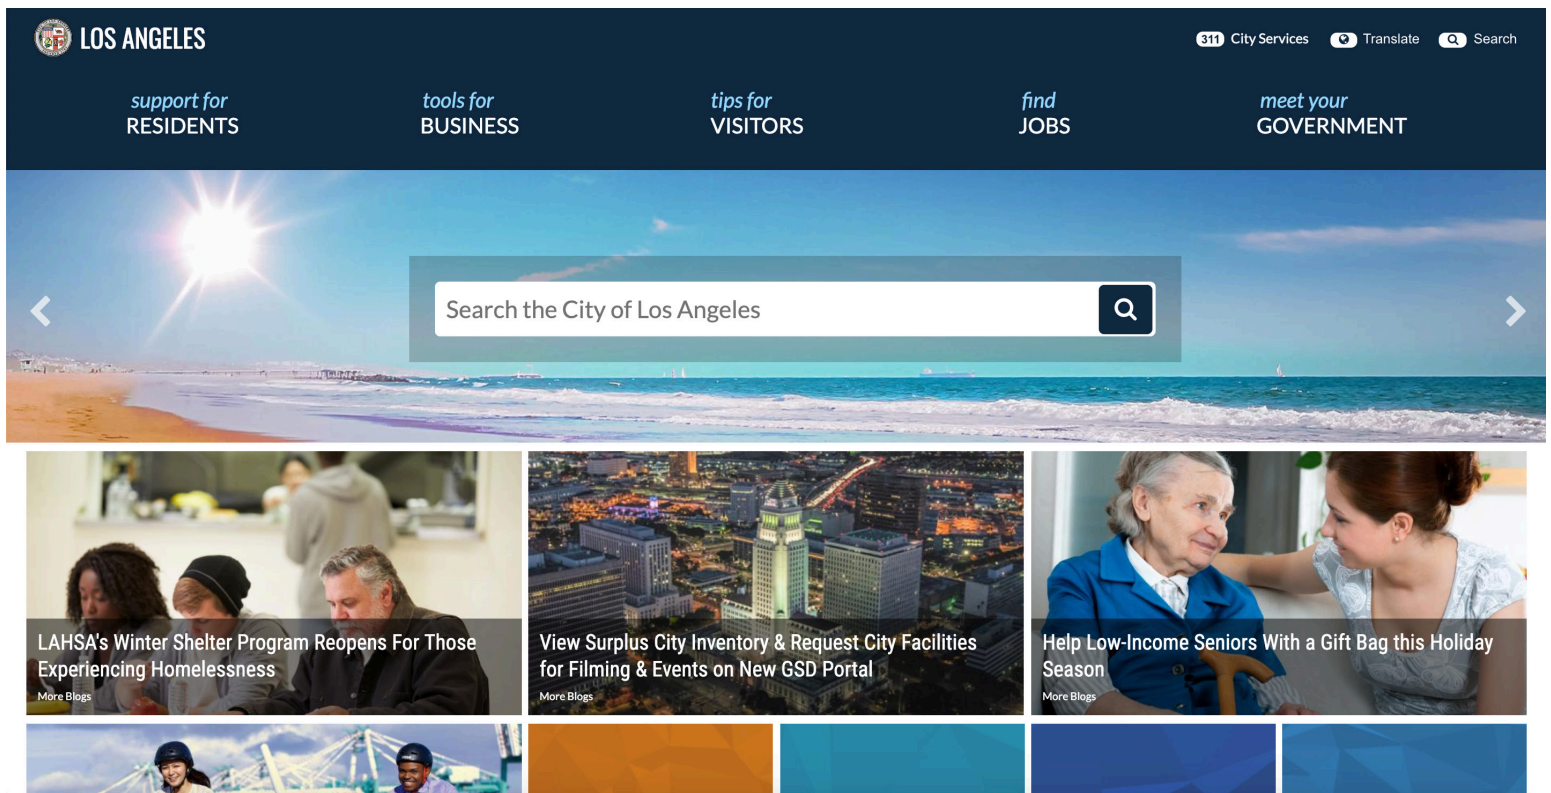 LOS ANGELES
311 City Services Translate Search
support for
RESIDENTS
tools for
BUSINESS
tips for
VISITORS
find
JOBS
meet your
GOVERNMENT
Search the City of Los Angeles
LAHSA's Winter Shelter Program Reopens For Those
Experiencing Homelessness
More Blogs
View Surplus City Inventory & Request City Facilities
for Filming & Events on New GSD Portal
More Blogs
Help Low-Income Seniors With a Gift Bag this Holiday
Season
More Blogs